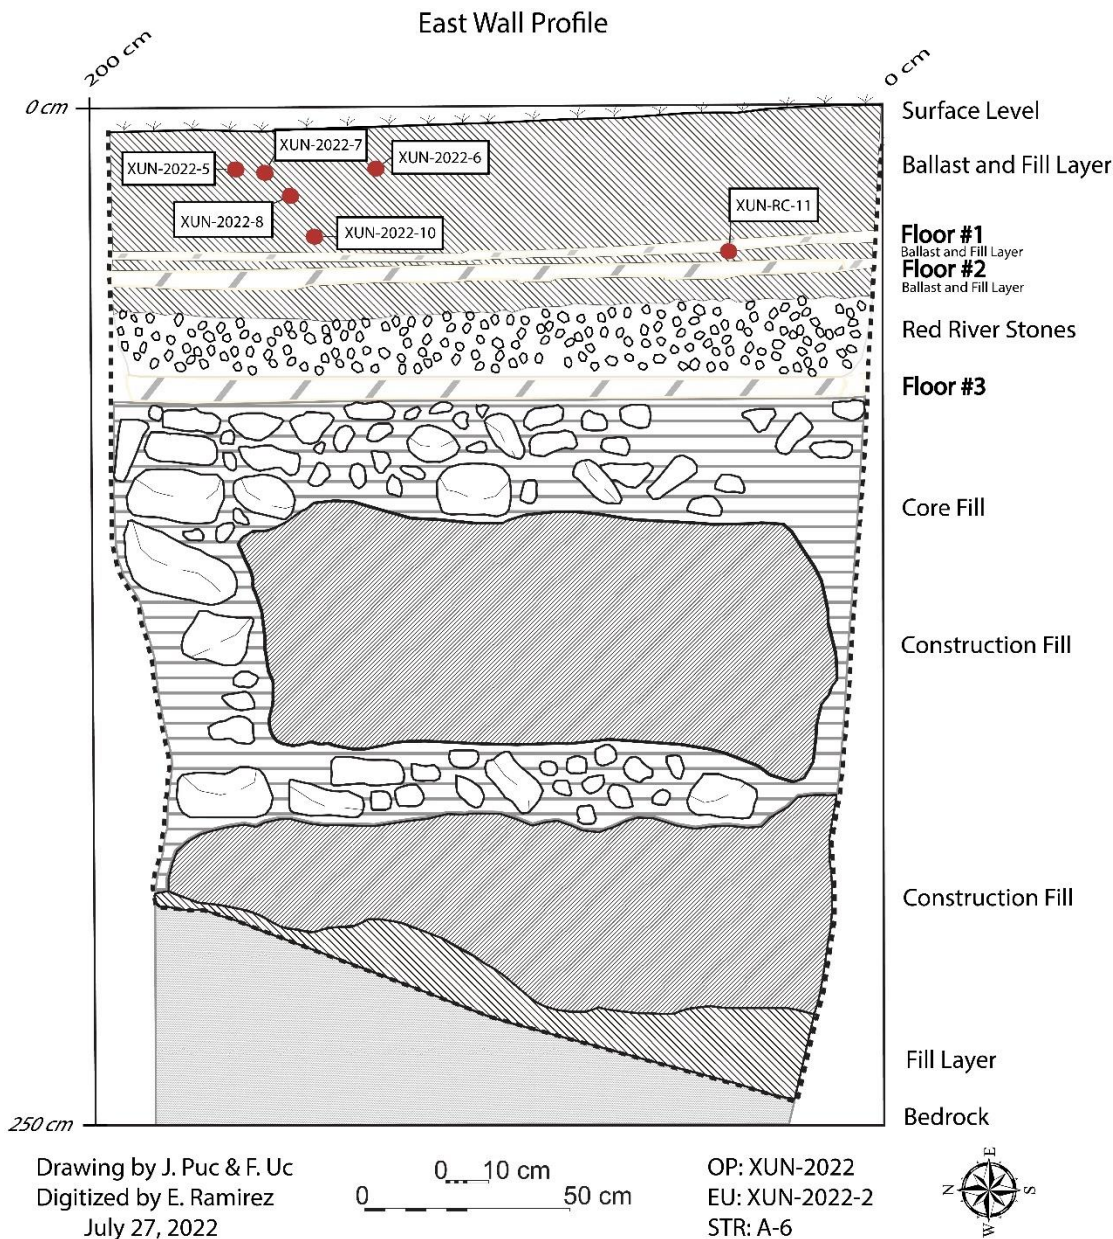 East Wall Profile
200 cm
0 cm
0 cm
Surface Level
Ballast and Fill Layer
XUN-2022-5
XUN-2022-7
XUN-2022-6
XUN-2022-8
XUN-2022-10
XUN-RC-11
Floor #1
Ballast and Fill Layer
Floor #2
Ballast and Fill Layer
Red River Stones
Floor #3
Core Fill
Construction Fill
Construction Fill
Fill Layer
Bedrock
250 cm
Drawing by J. Puc & F. Uc
Digitized by E. Ramirez
July 27, 2022
0 10 cm
0 50 cm
OP: XUN-2022
EU: XUN-2022-2
STR: A-6
E
N S
W